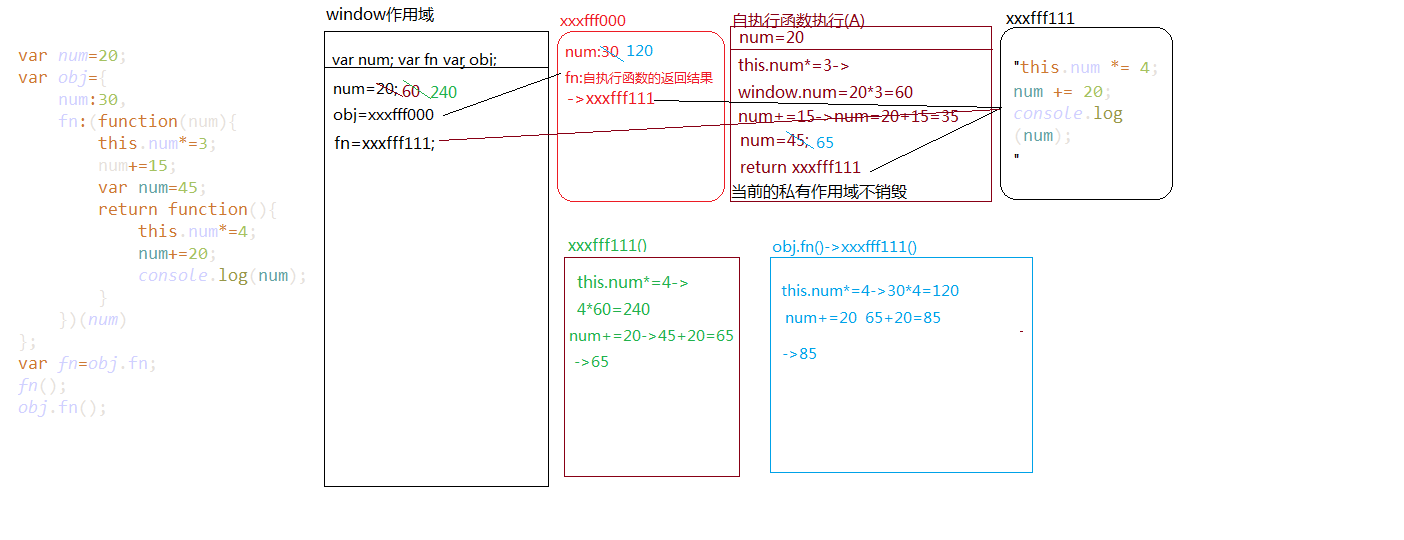 var num=20;
var obj={
num:30,
fn:(function(num){
this.num*=3;
num+=15;
var num=45;
return function(){
this.num*=4;
num+=20;
console.log(num);
}
})(num)
};
var fn=obj.fn;
fn();
obj.fn();
window作用域
var num; var fn var obj;
num=20; 60 240
obj=xxxfff000
fn=xxxfff111;
xxxfff000
num:30 120
fn:自执行函数的返回结果
->xxxfff111
自执行函数执行(A)
num=20
this.num*=3->
window.num=20*3=60
num+=15->num=20+15=35
num=45; 65
return xxxfff111
当前的私有作用域不销毁
xxxfff111
"this.num *= 4;
num += 20;
console.log
(num);
"
xxxfff111()
this.num*=4->
4*60=240
num+=20->45+20=65
->65
obj.fn()->xxxfff111()
this.num*=4->30*4=120
num+=20 65+20=85
->85
-